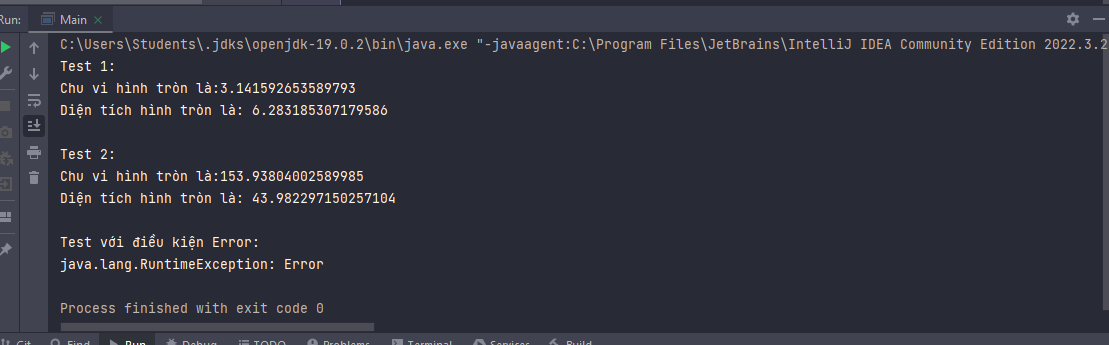 Run:
Main
C:\Users\Students\.jdks\openjdk-19.0.2\bin\java.exe "-javaagent:C:\Program Files\JetBrains\IntelliJ IDEA Community Edition 2022.3.2
Test 1:
Chu vi hình tròn là:3.141592653589793
Diện tích hình tròn là: 6.283185307179586
Test 2:
Chu vi hình tròn là:153.93804002589985
Diện tích hình tròn là: 43.982297150257104
Test với điều kiện Error:
java.lang.RuntimeException: Error
Process finished with exit code 0
Git Find Run Debug TODO Problems Terminal Services Build